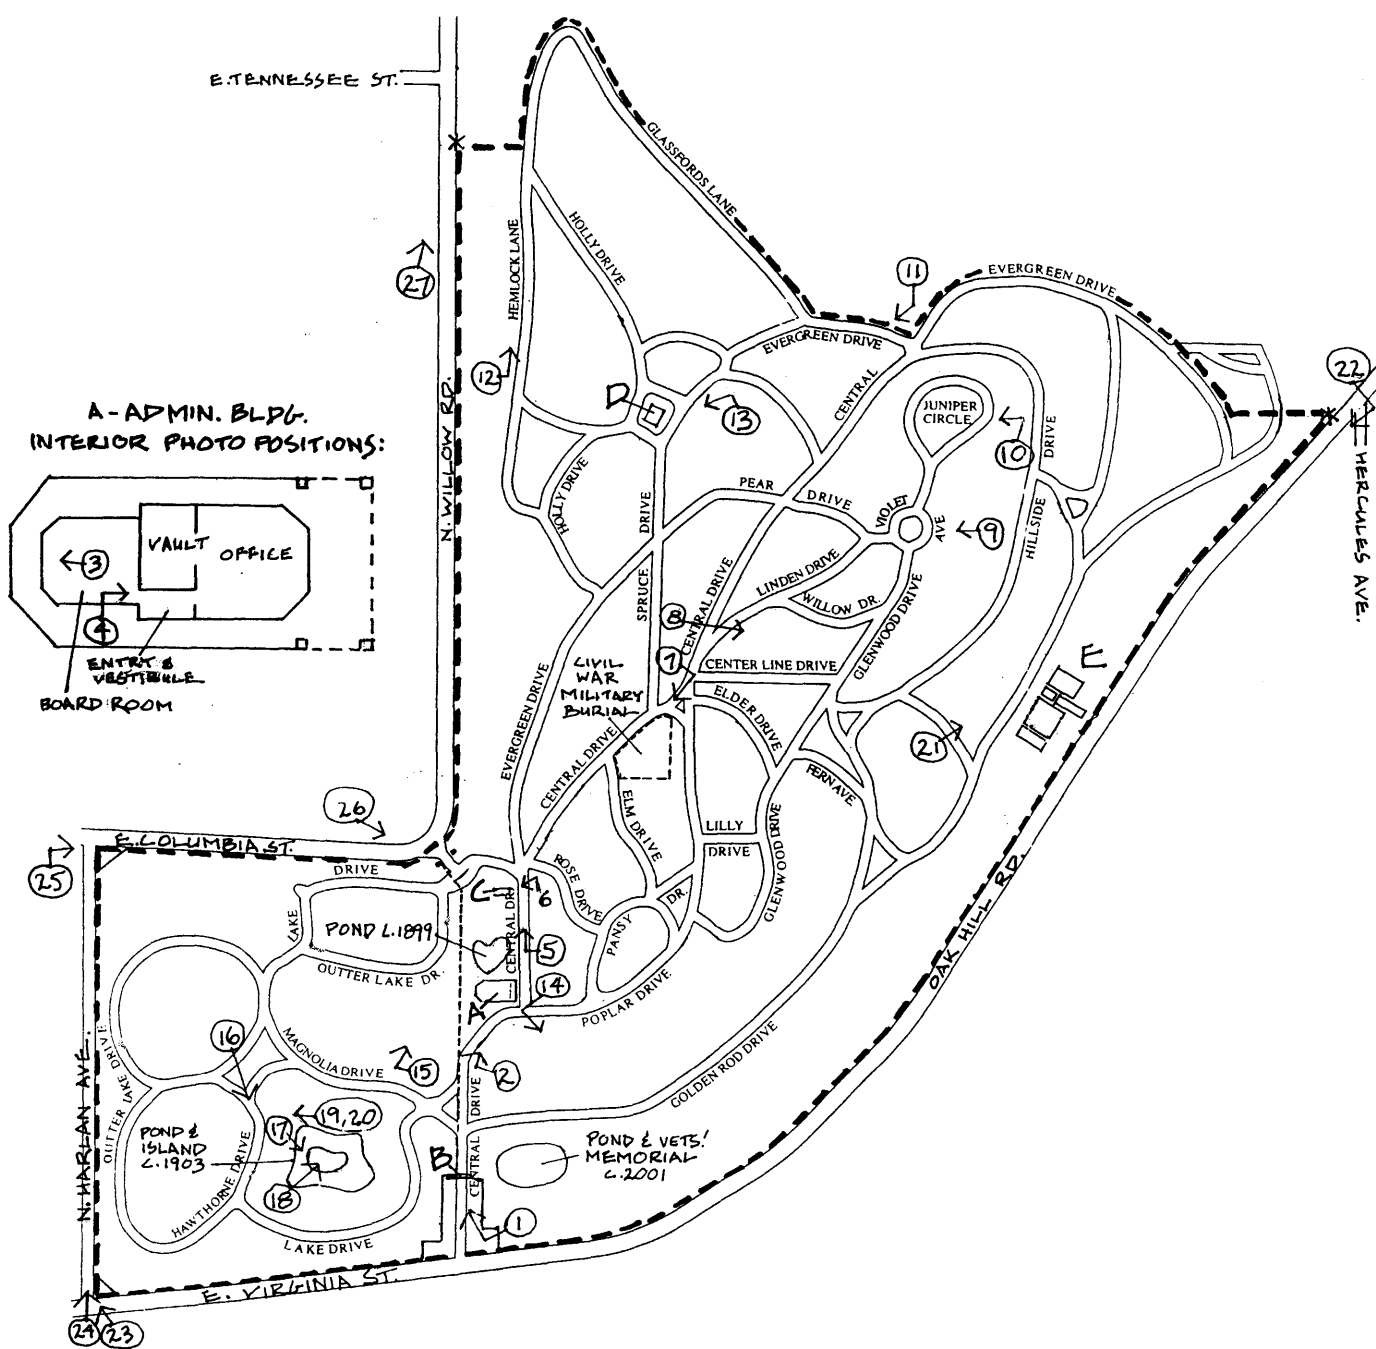 E. TENNESSEE ST.
GLASSFORDS LANE
HOLLY DRIVE
HEMLOCK LANE
27
11
EVERGREEN DRIVE
EVERGREEN DRIVE
12
D
13
CENTRAL
JUNIPER
CIRCLE
10
DRIVE
22
N. WILLOW RD.
A-ADMIN. BLDG.
INTERIOR PHOTO POSITIONS:
VAULT
OFFICE
3
4
ENTRY &
VESTIBULE
BOARD ROOM
HOLLY DRIVE
DRIVE
SPRUCE
PEAR
DRIVE
VIOLET
AVE
9
HILLSIDE
HERCULES AVE.
LINDEN DRIVE
WILLOW DR.
CENTRAL DRIVE
8
7
GLENWOOD DRIVE
CENTER LINE DRIVE
CIVIL
WAR
MILITARY
BURIAL
ELDER DRIVE
E
21
EVERGREEN DRIVE
CENTRAL DRIVE
FERN AVE
ELM DRIVE
LILLY
DRIVE
GLENWOOD DRIVE
26
E. COLUMBIA ST.
25
DRIVE
LAKE
C
6
ROSE DRIVE
DR.
PANSY
POND C.1899
CENTRAL DR.
5
OUTTER LAKE DR.
A
14
POPLAR DRIVE
OAK HILL RD.
16
MAGNOLIA DRIVE
15
2
DRIVE
CENTRAL
GOLDEN ROD DRIVE
N. HARLAN AVE.
OUTTER LAKE DRIVE
POND &
ISLAND
C.1903
17
19,20
18
HAWTHORNE DRIVE
LAKE DRIVE
B
POND & VETS!
MEMORIAL
C.2001
1
E. VIRGINIA ST.
24
23